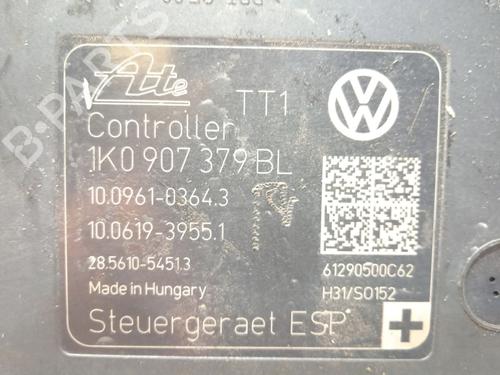 Ate
TT1
Controller
1K0 907 379 BL
10.0961-0364.3
10.0619-3955.1
28.5610-5451.3
61290500C62
Made in Hungary
H31/S0152
Steuergeraet ESP
B-PARTS